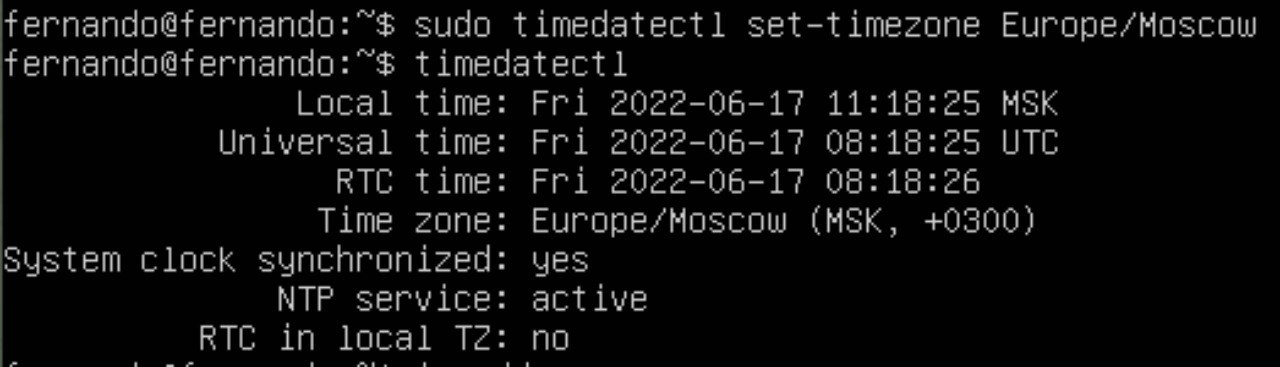 fernando@fernando:~$ sudo timedatectl set-timezone Europe/Moscow
fernando@fernando:~$ timedatectl
Local time: Fri 2022-06-17 11:18:25 MSK
Universal time: Fri 2022-06-17 08:18:25 UTC
RTC time: Fri 2022-06-17 08:18:26
Time zone: Europe/Moscow (MSK, +0300)
System clock synchronized: yes
NTP service: active
RTC in local TZ: no